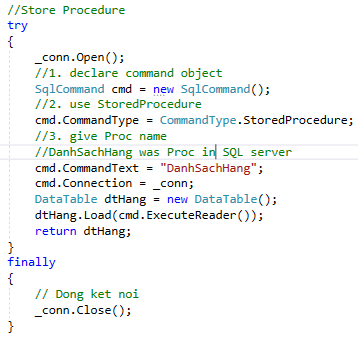 //Store Procedure
try
{
_conn.Open();
//1. declare command object
SqlCommand cmd = new SqlCommand();
//2. use StoredProcedure
cmd.CommandType = CommandType.StoredProcedure;
//3. give Proc name
//DanhSachHang was Proc in SQL server
cmd.CommandText = "DanhSachHang";
cmd.Connection = _conn;
DataTable dtHang = new DataTable();
dtHang.Load(cmd.ExecuteReader());
return dtHang;
}
finally
{
// Dong ket noi
_conn.Close();
}